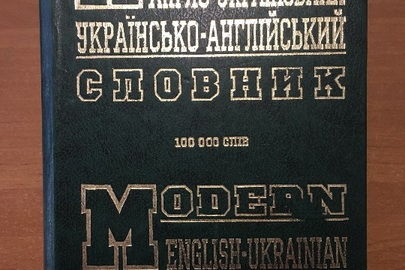 УКРАЇНСЬКО-АНГЛІЙСЬКИЙ
СЛОВНИК
100 000 СЛІВ
MODERN
ENGLISH-UKRAINIAN